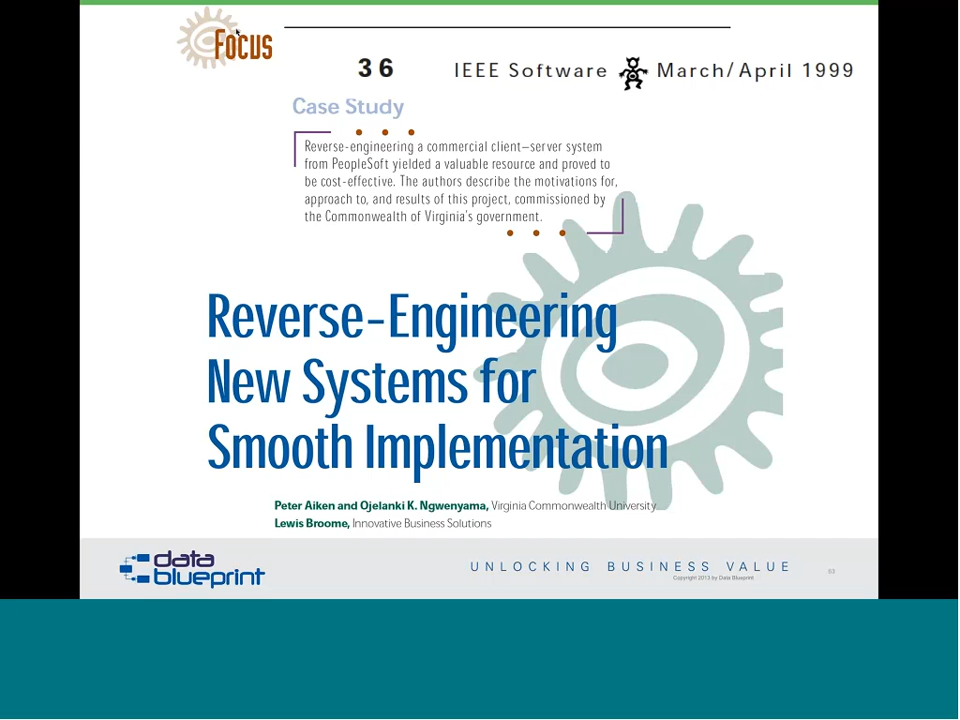 Focus
36 IEEE Software March/April 1999
Case Study
Reverse-engineering a commercial client–server system
from PeopleSoft yielded a valuable resource and proved to
be cost-effective. The authors describe the motivations for,
approach to, and results of this project, commissioned by
the Commonwealth of Virginia's government.
Reverse-Engineering
New Systems for
Smooth Implementation
Peter Aiken and Ojelanki K. Ngwenyama, Virginia Commonwealth University
Lewis Broome, Innovative Business Solutions
data
blueprint
UNLOCKING BUSINESS VALUE
Copyright 2013 by Data Blueprint
83